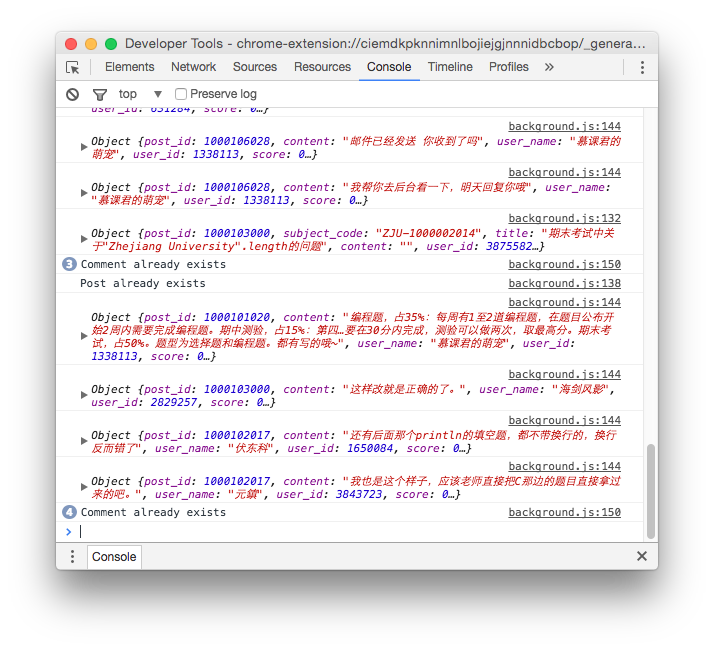 Developer Tools - chrome-extension://ciemdkpknnimnlbojiejgjnnnidbcbop/_genera…
Elements Network Sources Resources Console Timeline Profiles »
top ▼ Preserve log
user_id: 631284, score: 0…}
background.js:144
Object {post_id: 1000106028, content: "邮件已经发送 你收到了吗", user_name: "慕课君的
萌宠", user_id: 1338113, score: 0…}
background.js:144
Object {post_id: 1000106028, content: "我帮你去后台看一下，明天回复你哦", user_name:
"慕课君的萌宠", user_id: 1338113, score: 0…}
background.js:132
Object {post_id: 1000103000, subject_code: "ZJU-1000002014", title: "期末考试中关
于"Zhejiang University".length的问题", content: "", user_id: 3875582…}
3 Comment already exists background.js:150
Post already exists background.js:138
background.js:144
Object {post_id: 1000101020, content: "编程题，占35%：每周有1至2道编程题，在题目公布开
始2周内需要完成编程题。期中测验，占15%：第四…要在30分内完成，测验可以做两次，取最高分。期末考
试，占50%。题型为选择题和编程题。都有写的哦~", user_name: "慕课君的萌宠", user_id:
1338113, score: 0…}
background.js:144
Object {post_id: 1000103000, content: "这样改就是正确的了。", user_name: "海剑风影",
user_id: 2829257, score: 0…}
background.js:144
Object {post_id: 1000102017, content: "还有后面那个println的填空题，都不带换行的，换行
反而错了", user_name: "伏东科", user_id: 1650084, score: 0…}
background.js:144
Object {post_id: 1000102017, content: "我也是这个样子，应该老师直接把C那边的题目直接拿过
来的吧。", user_name: "元鎭", user_id: 3843723, score: 0…}
4 Comment already exists background.js:150
>
Console